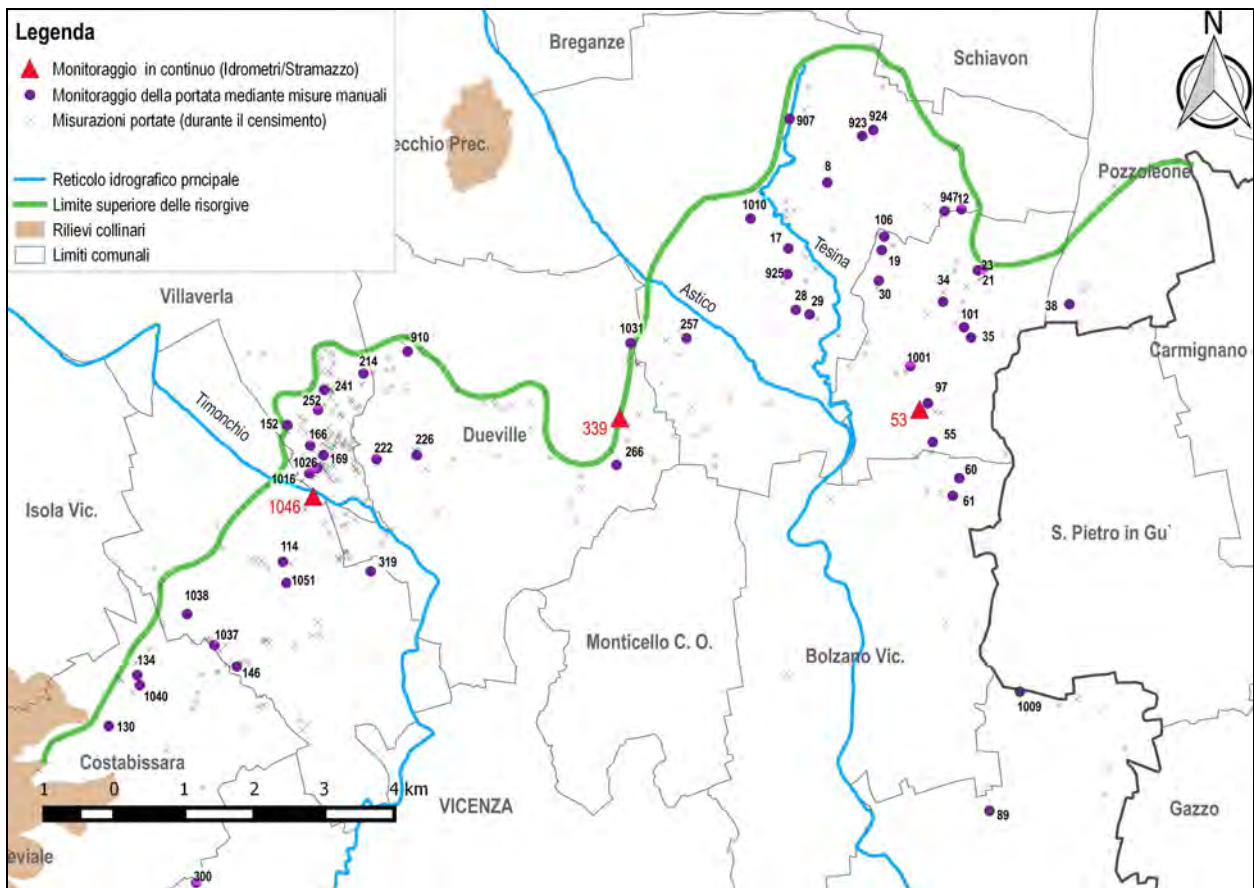 Legenda
Monitoraggio in continuo (Idrometri/Stramazzo)
Monitoraggio della portata mediante misure manuali
Misurazioni portate (durante il censimento)
Reticolo idrografico prncipale
Limite superiore delle risorgive
Rilievi collinari
Limiti comunali
N
Breganze
Schiavon
ecchio Prec.
907
923
924
8
Pozzoleone
1010
947
12
106
17
Tesina
19
925
23
21
30
Villaverla
Astico
34
28
29
38
101
1031
257
35
910
Carmignano
214
1001
241
Timonchio
252
97
152
339
53
Dueville
166
55
169
222
226
1026
266
60
1016
61
1046
Isola Vic.
S. Pietro in Gu`
114
319
1051
1038
1037
Monticello C. O.
Bolzano Vic.
134
146
1040
1009
130
Costabissara
1 0 1 2 3 4 km
VICENZA
89
Gazzo
eviale
300